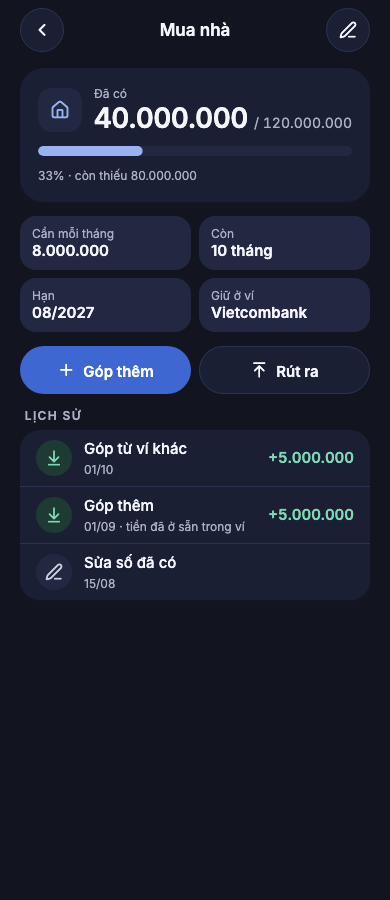 Mua nhà
Đã có
40.000.000 / 120.000.000
33% · còn thiếu 80.000.000
Cần mỗi tháng
8.000.000
Còn
10 tháng
Hạn
08/2027
Giữ ở ví
Vietcombank
Góp thêm
Rút ra
LỊCH SỬ
Góp từ ví khác
01/10
+5.000.000
Góp thêm
01/09 · tiền đã ở sẵn trong ví
+5.000.000
Sửa số đã có
15/08